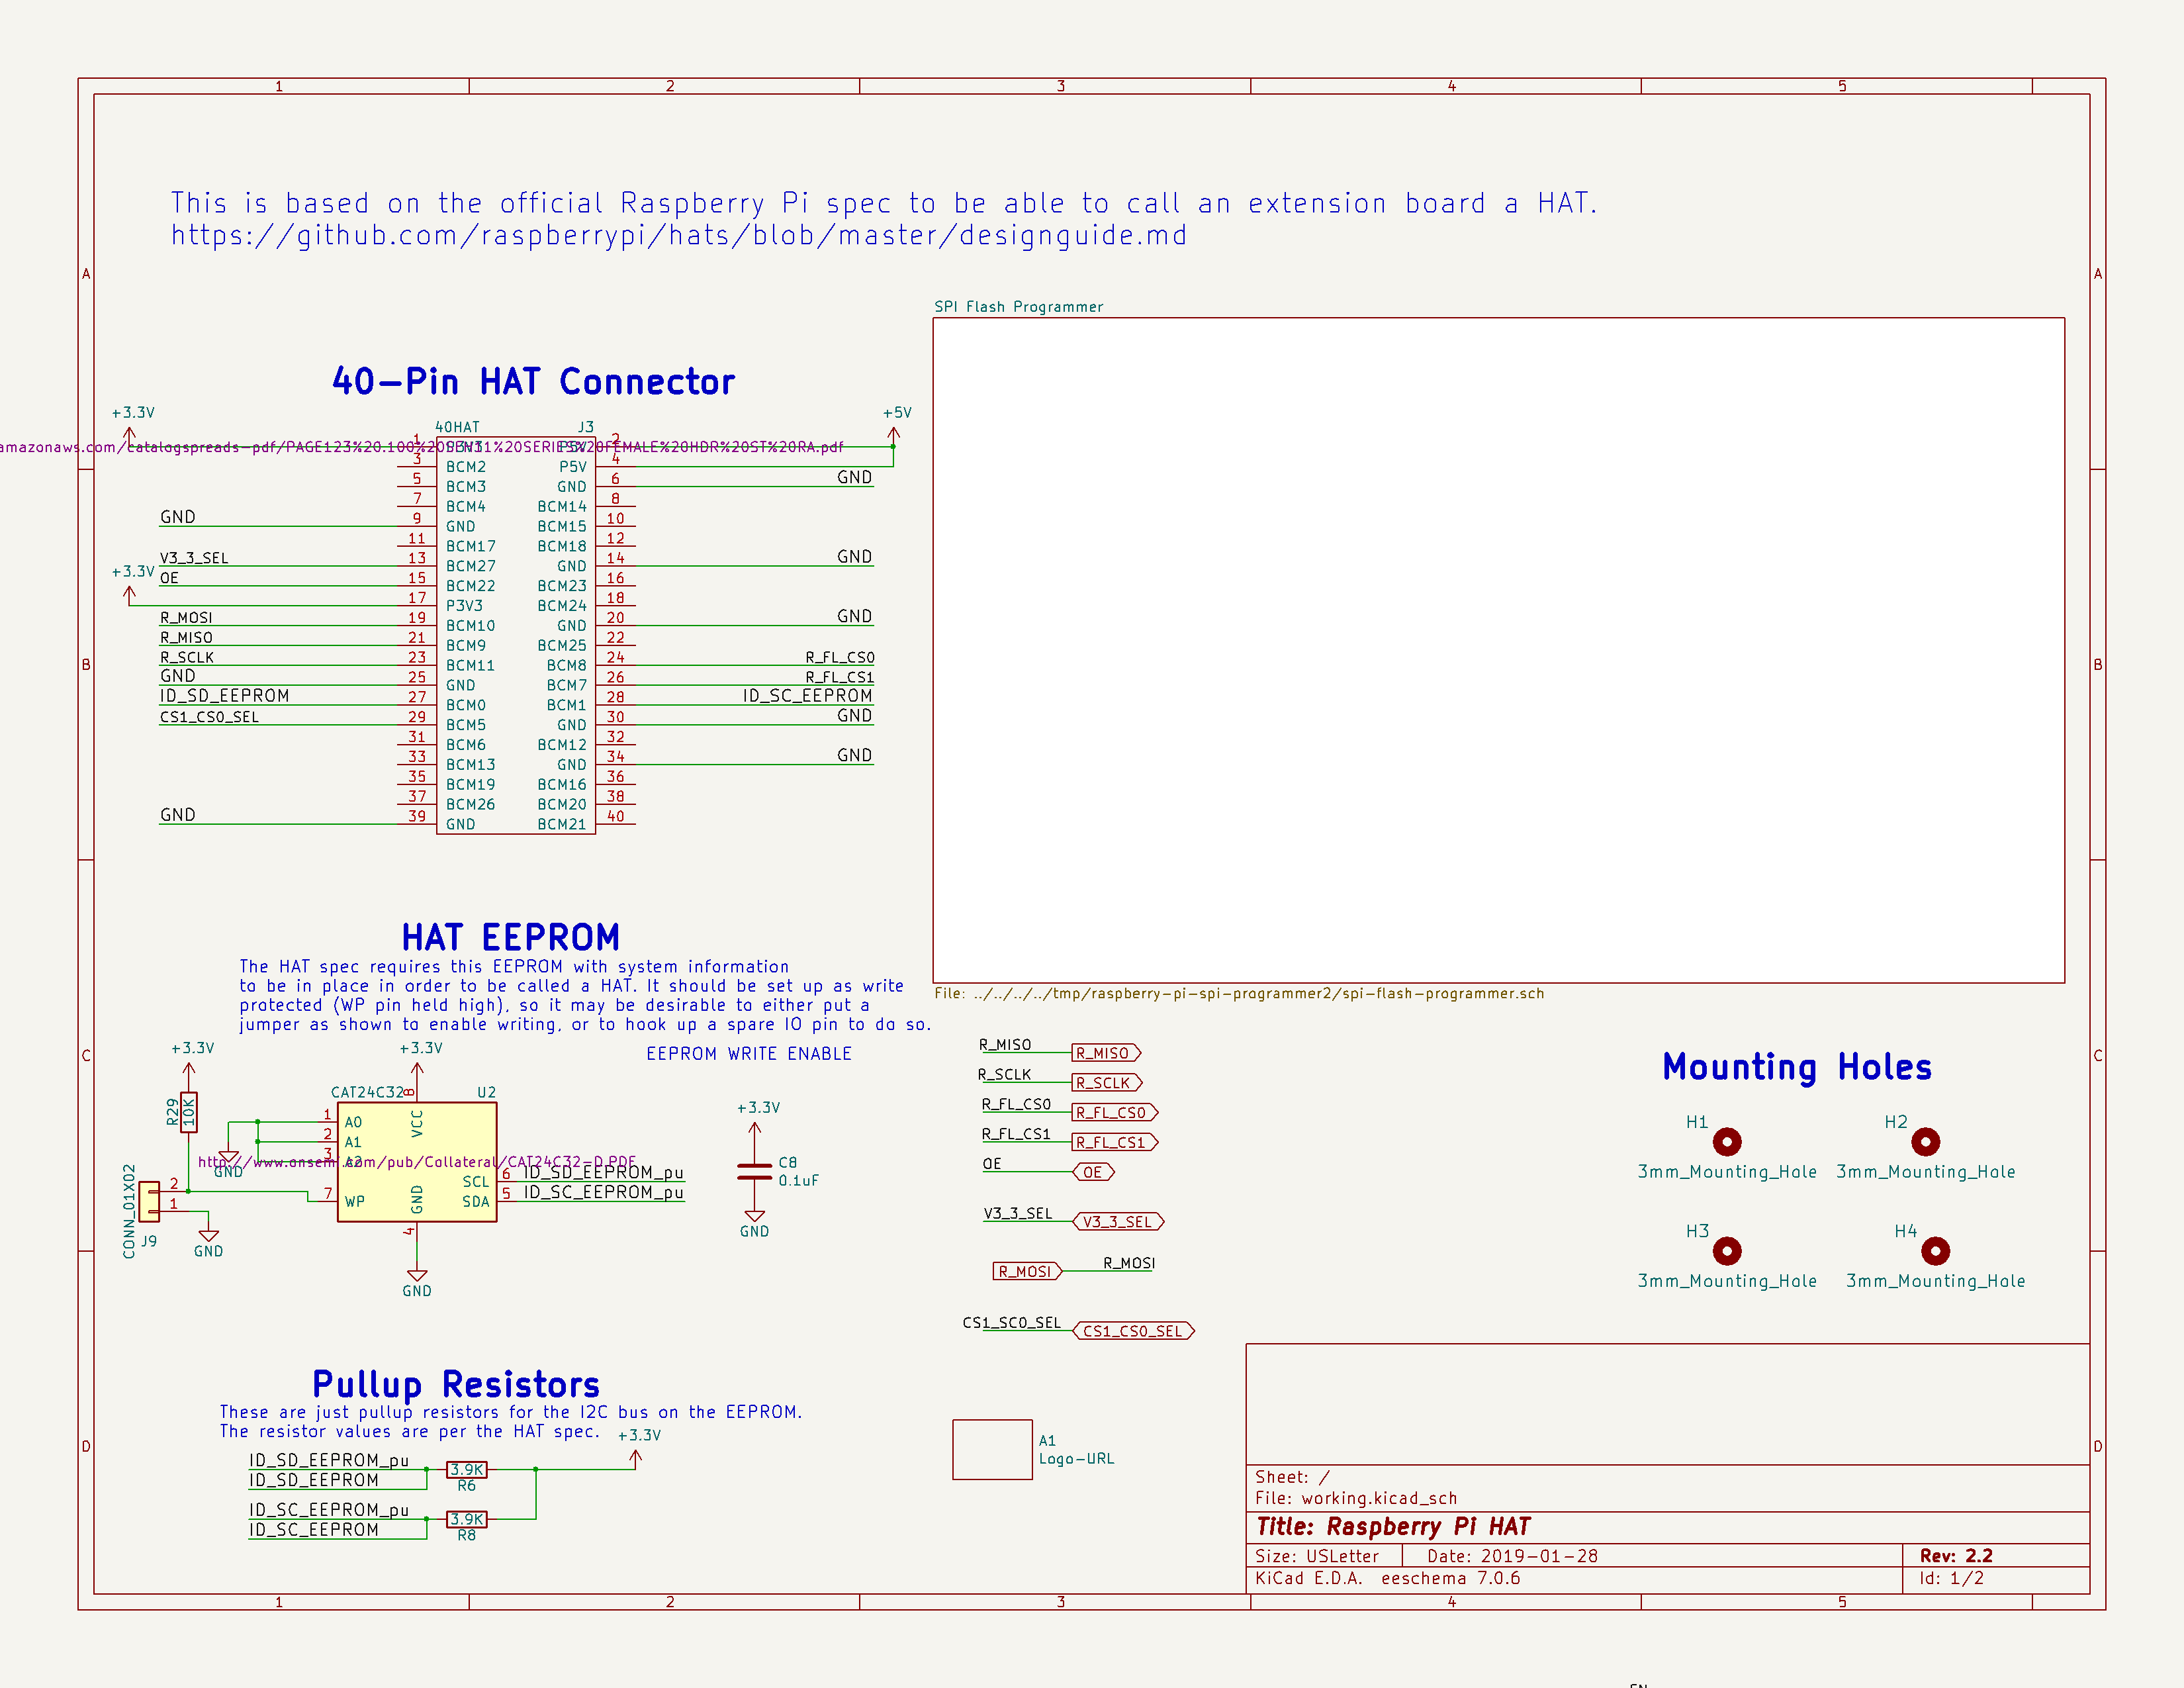 1 2 3 4 5
This is based on the official Raspberry Pi spec to be able to call an extension board a HAT.
https://github.com/raspberrypi/hats/blob/master/designguide.md
A A
SPI Flash Programmer
40-Pin HAT Connector
+3.3V +5V
40HAT J3
amazonaws.com/catalogspreads-pdf/PAGE123%20.100%20SERIES%20FEMALE%20HDR%20ST%20RA.pdf
1 2
3 BCM2 P5V 4
5 BCM3 GND 6 GND
7 BCM4 BCM14 8
GND 9 GND BCM15 10
11 BCM17 BCM18 12
V3_3_SEL 13 BCM27 GND 14 GND
+3.3V
OE 15 BCM22 BCM23 16
17 P3V3 BCM24 18
R_MOSI 19 BCM10 GND 20 GND
R_MISO 21 BCM9 BCM25 22
R_SCLK 23 BCM11 BCM8 24 R_FL_CS0
GND 25 GND BCM7 26 R_FL_CS1
ID_SD_EEPROM 27 BCM0 BCM1 28 ID_SC_EEPROM
CS1_CS0_SEL 29 BCM5 GND 30 GND
31 BCM6 BCM12 32
33 BCM13 GND 34 GND
35 BCM19 BCM16 36
37 BCM26 BCM20 38
GND 39 GND BCM21 40
B B
File: ../../../../tmp/raspberry-pi-spi-programmer2/spi-flash-programmer.sch
HAT EEPROM
The HAT spec requires this EEPROM with system information
to be in place in order to be called a HAT. It should be set up as write
protected (WP pin held high), so it may be desirable to either put a
jumper as shown to enable writing, or to hook up a spare IO pin to do so.
EEPROM WRITE ENABLE
C C
+3.3V +3.3V
CAT24C32 8 U2
R29 10K
1 A0 VCC
2 A1
3 A2
http://www.onsemi.com/pub/Collateral/CAT24C32-D.PDF
GND
SCL 6 ID_SD_EEPROM_pu
7 WP GND SDA 5 ID_SC_EEPROM_pu
4
GND
CONN_01X02
2
1
J9
GND
+3.3V
C8
0.1uF
GND
R_MISO R_MISO
R_SCLK R_SCLK
R_FL_CS0 R_FL_CS0
R_FL_CS1 R_FL_CS1
OE OE
V3_3_SEL V3_3_SEL
R_MOSI R_MOSI
CS1_SC0_SEL CS1_CS0_SEL
Mounting Holes
H1 H2
3mm_Mounting_Hole 3mm_Mounting_Hole
H3 H4
3mm_Mounting_Hole 3mm_Mounting_Hole
Pullup Resistors
These are just pullup resistors for the I2C bus on the EEPROM.
The resistor values are per the HAT spec.
+3.3V
ID_SD_EEPROM_pu 3.9K
ID_SD_EEPROM R6
ID_SC_EEPROM_pu 3.9K
ID_SC_EEPROM R8
A1
Logo-URL
D D
Sheet: /
File: working.kicad_sch
Title: Raspberry Pi HAT
Size: USLetter Date: 2019-01-28 Rev: 2.2
KiCad E.D.A. eeschema 7.0.6 Id: 1/2
1 2 3 4 5